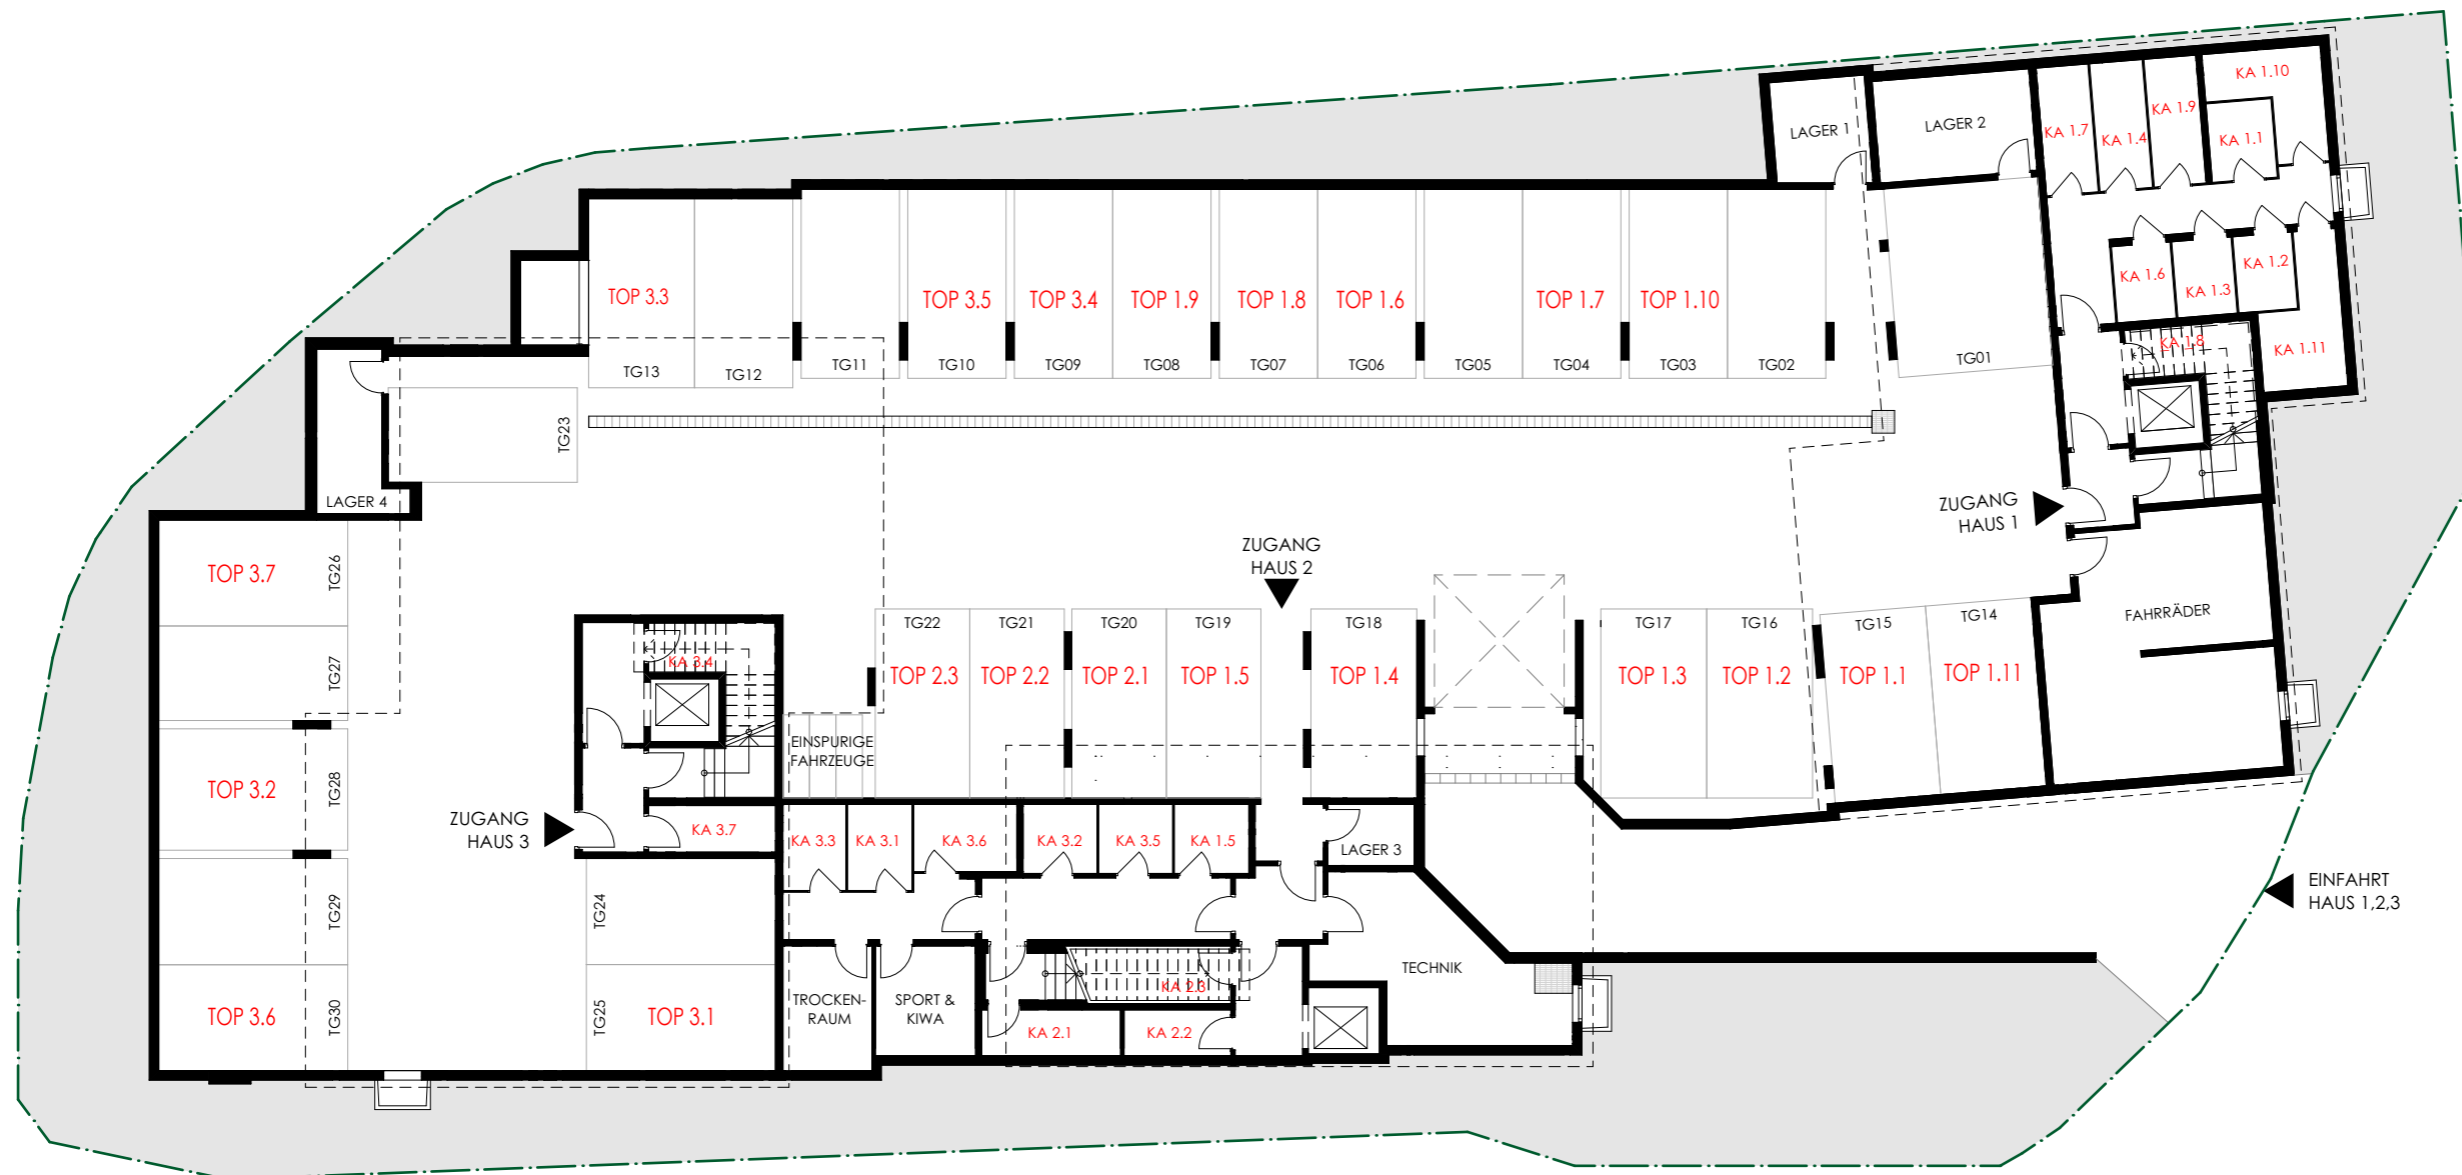 KA 1.10
KA 1.9
KA 1.7
KA 1.4
KA 1.1
LAGER 1
LAGER 2
KA 1.6
KA 1.3
KA 1.2
KA 1.8
KA 1.11
TOP 3.3
TOP 3.5
TOP 3.4
TOP 1.9
TOP 1.8
TOP 1.6
TOP 1.7
TOP 1.10
TG13
TG12
TG11
TG10
TG09
TG08
TG07
TG06
TG05
TG04
TG03
TG02
TG01
TG23
LAGER 4
ZUGANG
HAUS 1
ZUGANG
HAUS 2
TOP 3.7
TG26
TG27
TOP 3.2
TG28
TG29
TOP 3.6
TG30
KA 3.4
TG22
TG21
TG20
TG19
TG18
TG17
TG16
TG15
TG14
TOP 2.3
TOP 2.2
TOP 2.1
TOP 1.5
TOP 1.4
TOP 1.3
TOP 1.2
TOP 1.1
TOP 1.11
FAHRRÄDER
EINSPURIGE
FAHRZEUGE
ZUGANG
HAUS 3
KA 3.7
KA 3.3
KA 3.1
KA 3.6
KA 3.2
KA 3.5
KA 1.5
LAGER 3
EINFAHRT
HAUS 1,2,3
TG24
TG25
TOP 3.1
TROCKEN-
RAUM
SPORT &
KIWA
KA 2.3
KA 2.1
KA 2.2
TECHNIK